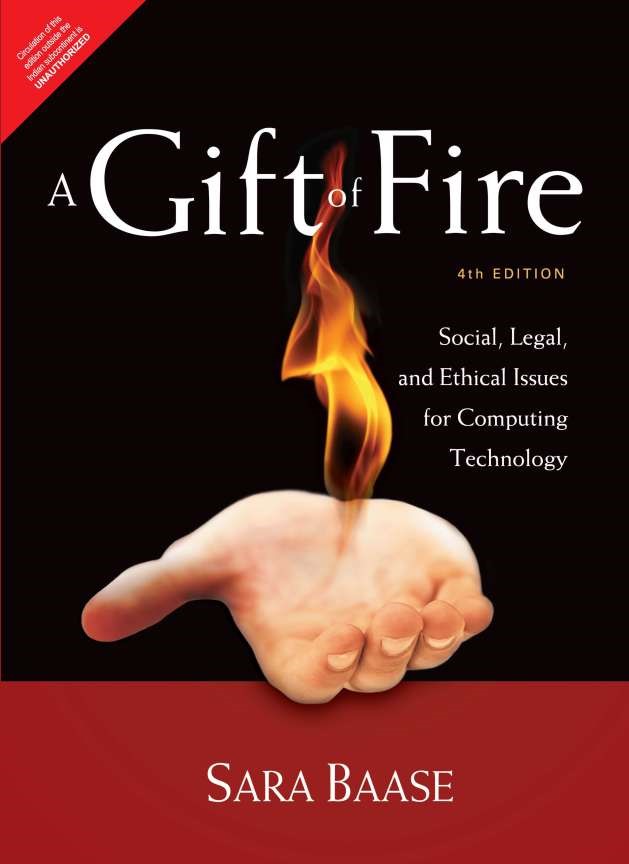 Circulation of this
edition outside the
Indian subcontinent is
UNAUTHORIZED
A Gift of Fire
4th EDITION
Social, Legal,
and Ethical Issues
for Computing
Technology
SARA BAASE